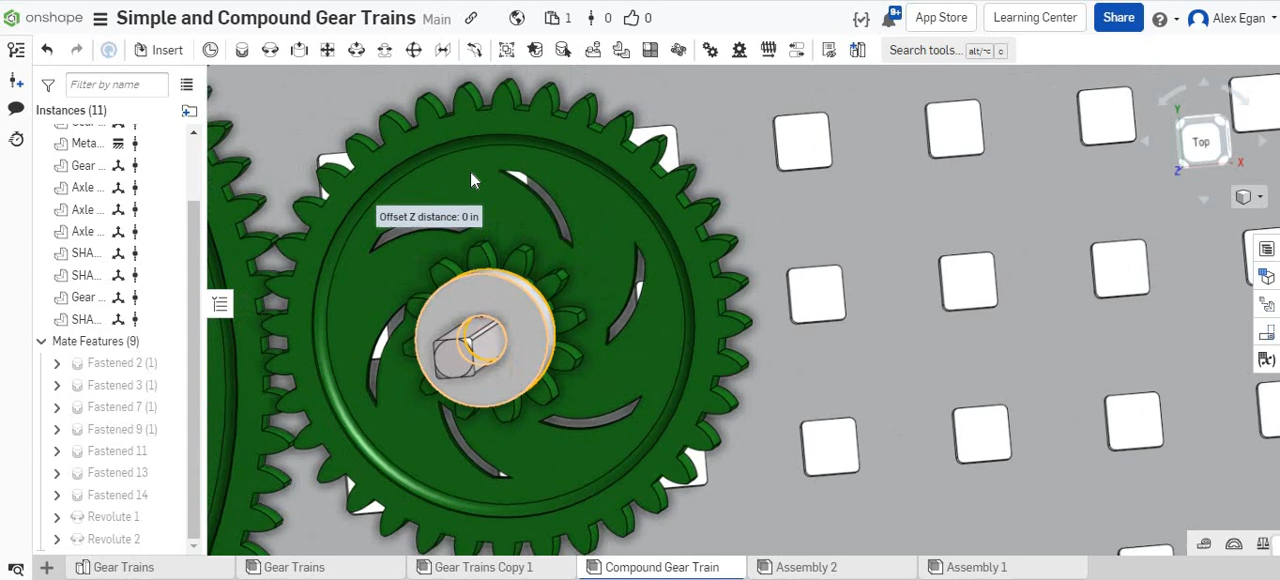 onshape Simple and Compound Gear Trains Main 1 0 0 9+ App Store Learning Center Share Alex Egan
Insert Search tools... alt/⌥ c
Filter by name
Instances (11)
Meta...
Gear
Axle ...
Axle ...
Axle ...
SHA...
SHA...
Gear ...
SHA...
Mate Features (9)
Fastened 2 (1)
Fastened 3 (1)
Fastened 7 (1)
Fastened 9 (1)
Fastened 11
Fastened 13
Fastened 14
Revolute 1
Revolute 2
Offset Z distance: 0 in
Y
Top
X
Z
Gear Trains Gear Trains Gear Trains Copy 1 Compound Gear Train Assembly 2 Assembly 1